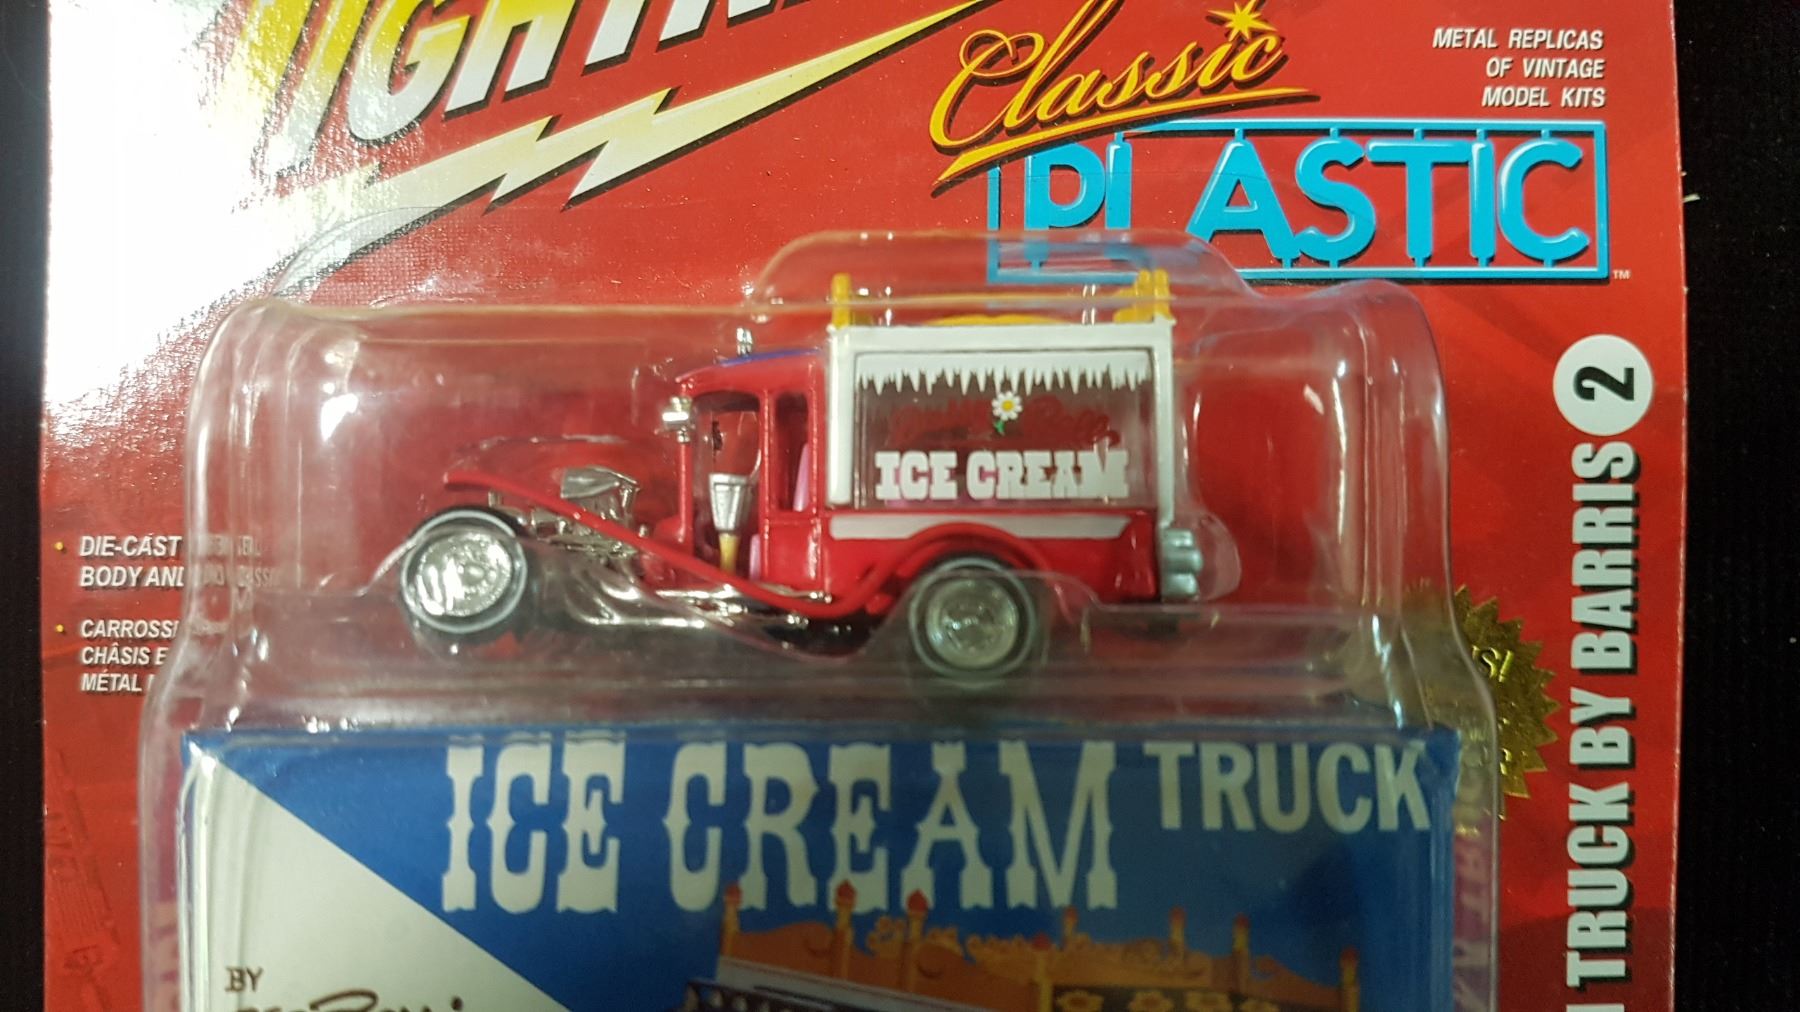 Classic
METAL REPLICAS
OF VINTAGE
MODEL KITS
PLASTIC
TM
2
TRUCK BY BARRIS
ICE CREAM
DIE-CAST
BODY AND
CHÂSIS E
MÉTAL
ICE CREAM TRUCK
BY